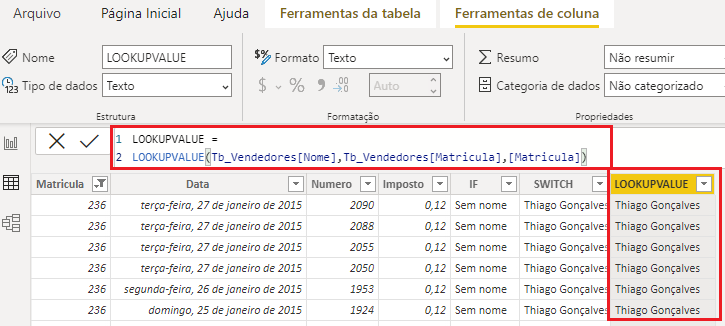 Arquivo Página Inicial Ajuda Ferramentas da tabela Ferramentas de coluna
Nome LOOKUPVALUE Formato Texto Resumo Não resumir
Tipo de dados Texto $ % , .00 Auto Categoria de dados Não categorizado
Estrutura Formatação Propriedades
1 LOOKUPVALUE =
2 LOOKUPVALUE(Tb_Vendedores[Nome],Tb_Vendedores[Matricula],[Matricula])
Matricula Data Numero Imposto IF SWITCH LOOKUPVALUE
236 terça-feira, 27 de janeiro de 2015 2090 0,12 Sem nome Thiago Gonçalves Thiago Gonçalves
236 terça-feira, 27 de janeiro de 2015 2088 0,12 Sem nome Thiago Gonçalves Thiago Gonçalves
236 terça-feira, 27 de janeiro de 2015 2055 0,12 Sem nome Thiago Gonçalves Thiago Gonçalves
236 terça-feira, 27 de janeiro de 2015 2050 0,12 Sem nome Thiago Gonçalves Thiago Gonçalves
236 segunda-feira, 26 de janeiro de 2015 1953 0,12 Sem nome Thiago Gonçalves Thiago Gonçalves
236 domingo, 25 de janeiro de 2015 1924 0,12 Sem nome Thiago Gonçalves Thiago Gonçalves